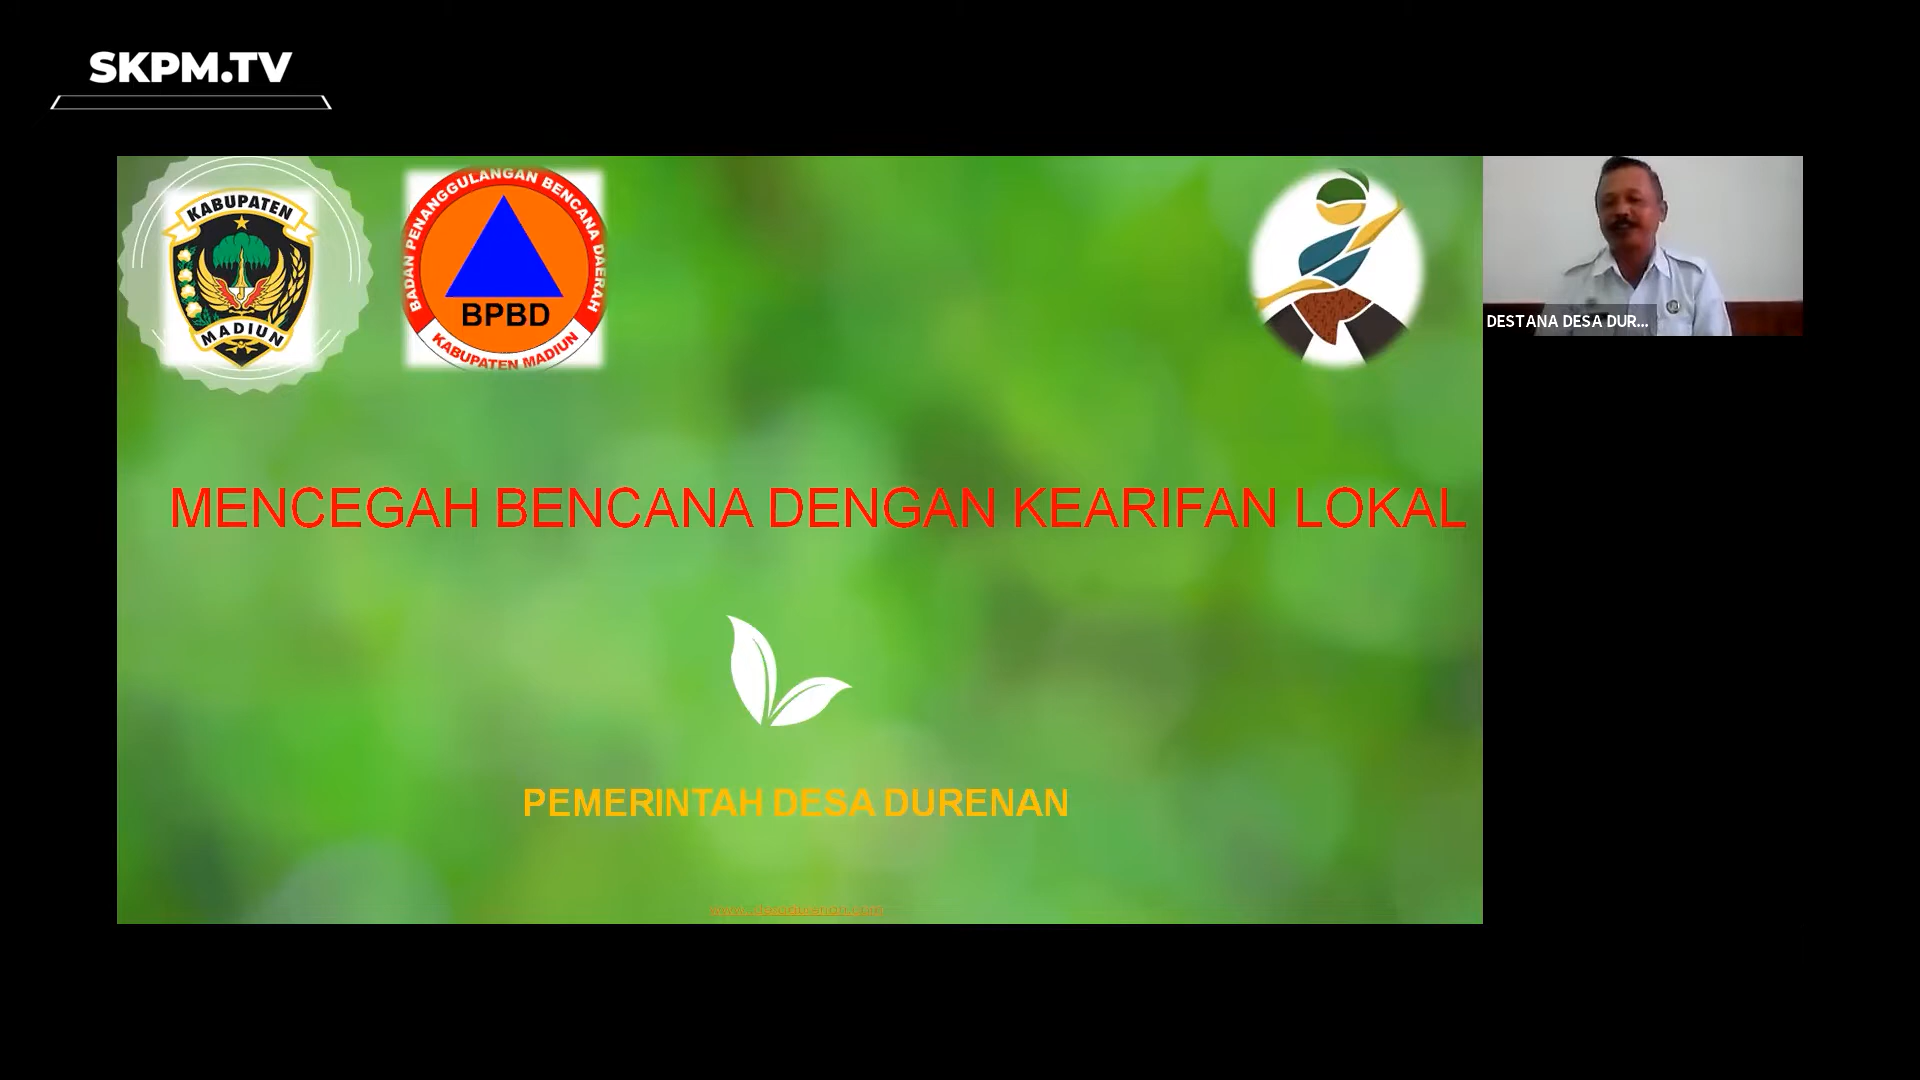 SKPM.TV
KABUPATEN
MADIUN
BADAN PENANGGULANGAN BENCANA DAERAH
BPBD
KABUPATEN MADIUN
DESTANA DESA DUR...
MENCEGAH BENCANA DENGAN KEARIFAN LOKAL
PEMERINTAH DESA DURENAN